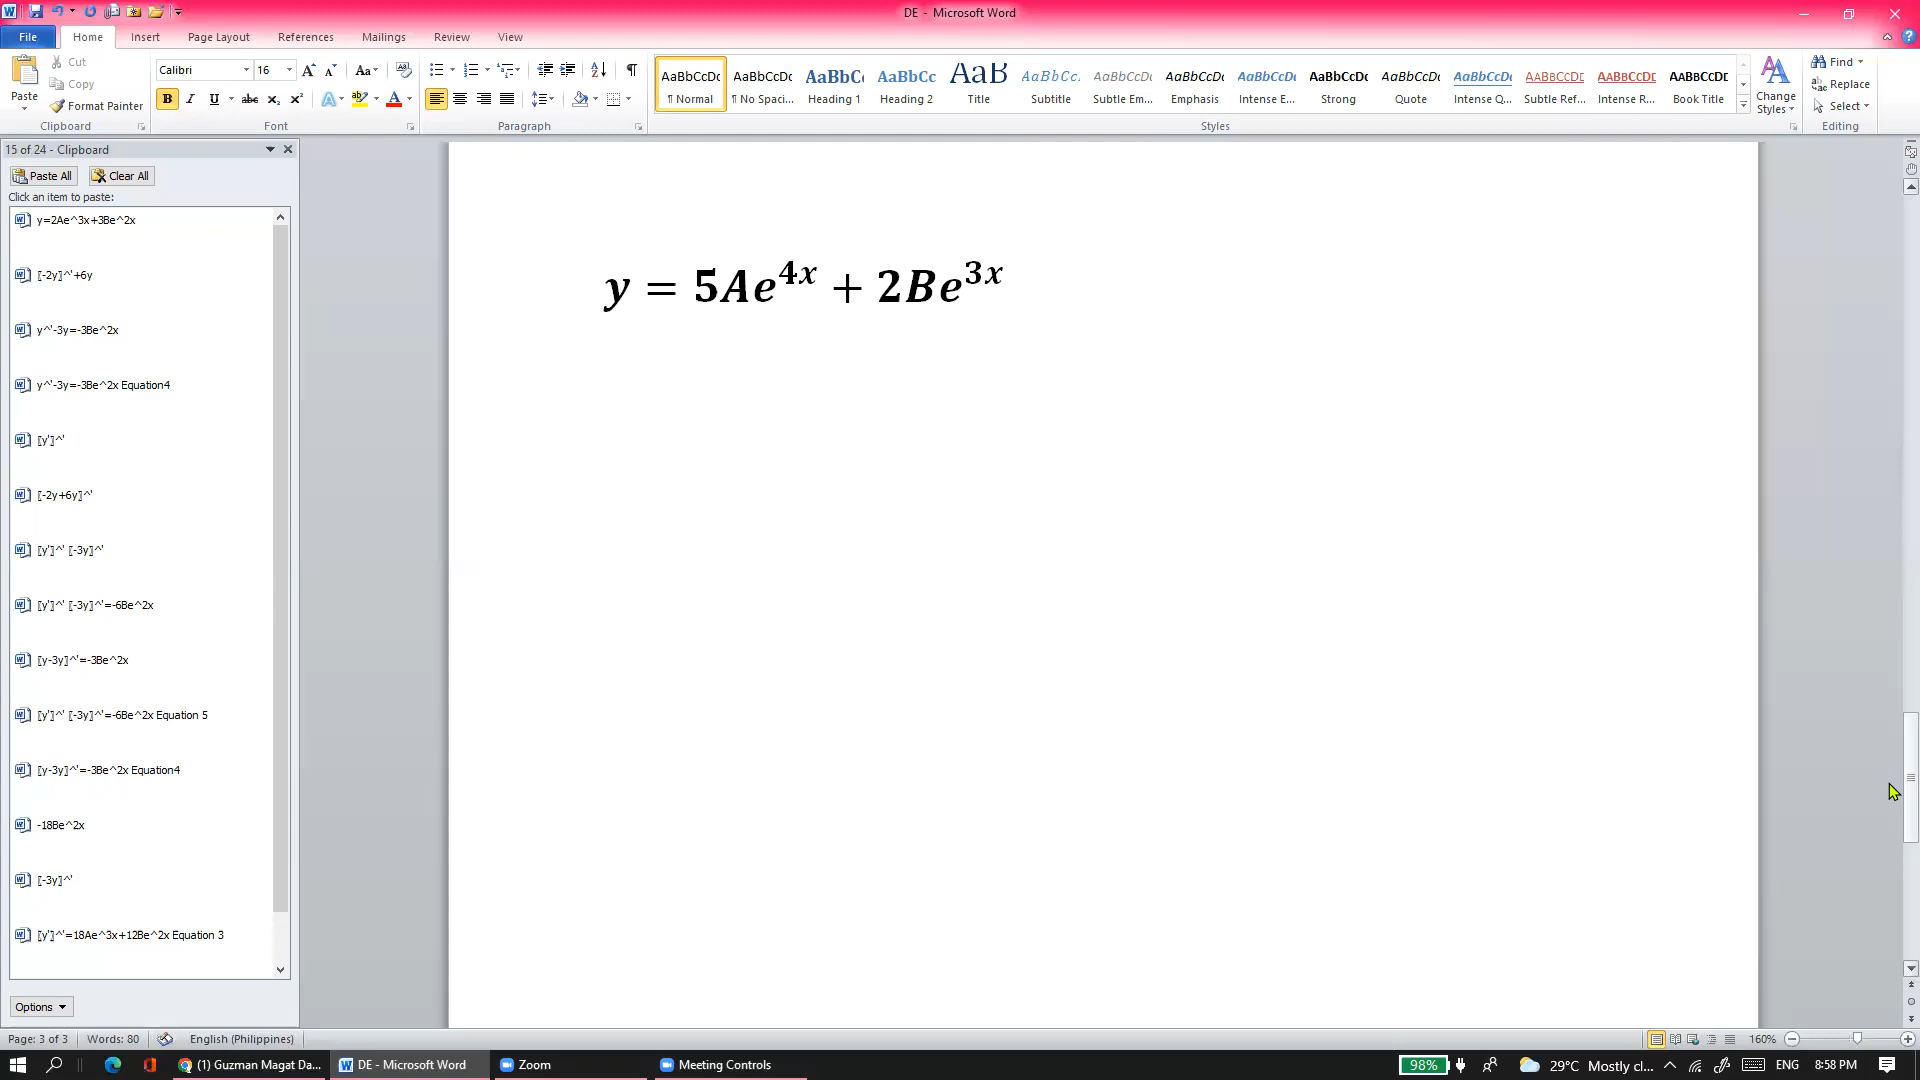 DE - Microsoft Word
File Home Insert Page Layout References Mailings Review View
Cut
Copy
Format Painter
Paste
Clipboard
Calibri 16
Font
Paragraph
AaBbCcDc AaBbCcDc AaBbCc AaBbCc AaB AaBbCc. AaBbCcDc AaBbCcDc AaBbCcDc AaBbCcDc AaBbCcDc AaBbCcDc AABBCCDE AABBCCDE AABBCCDE
¶ Normal ¶ No Spaci... Heading 1 Heading 2 Title Subtitle Subtle Em... Emphasis Intense E... Strong Quote Intense Q... Subtle Ref... Intense R... Book Title
Styles
Change Styles
Find
Replace
Select
Editing
15 of 24 - Clipboard
Paste All Clear All
Click an item to paste:
y=2Ae^3x+3Be^2x
〖-2y〗^'+6y
y^'-3y=-3Be^2x
y^'-3y=-3Be^2x Equation4
〖y'〗^'
〖-2y+6y〗^'
〖y'〗^' 〖-3y〗^'
〖y'〗^' 〖-3y〗^'=-6Be^2x
〖y-3y〗^'=-3Be^2x
〖y'〗^' 〖-3y〗^'=-6Be^2x Equation 5
〖y-3y〗^'=-3Be^2x Equation4
-18Be^2x
〖-3y〗^'
〖y'〗^'=18Ae^3x+12Be^2x Equation 3
Options
y = 5Ae^{4x} + 2Be^{3x}
Page: 3 of 3 Words: 80 English (Philippines) 160%
(1) Guzman Magat Da... DE - Microsoft Word Zoom Meeting Controls 98% 29°C Mostly cl... ENG 8:58 PM